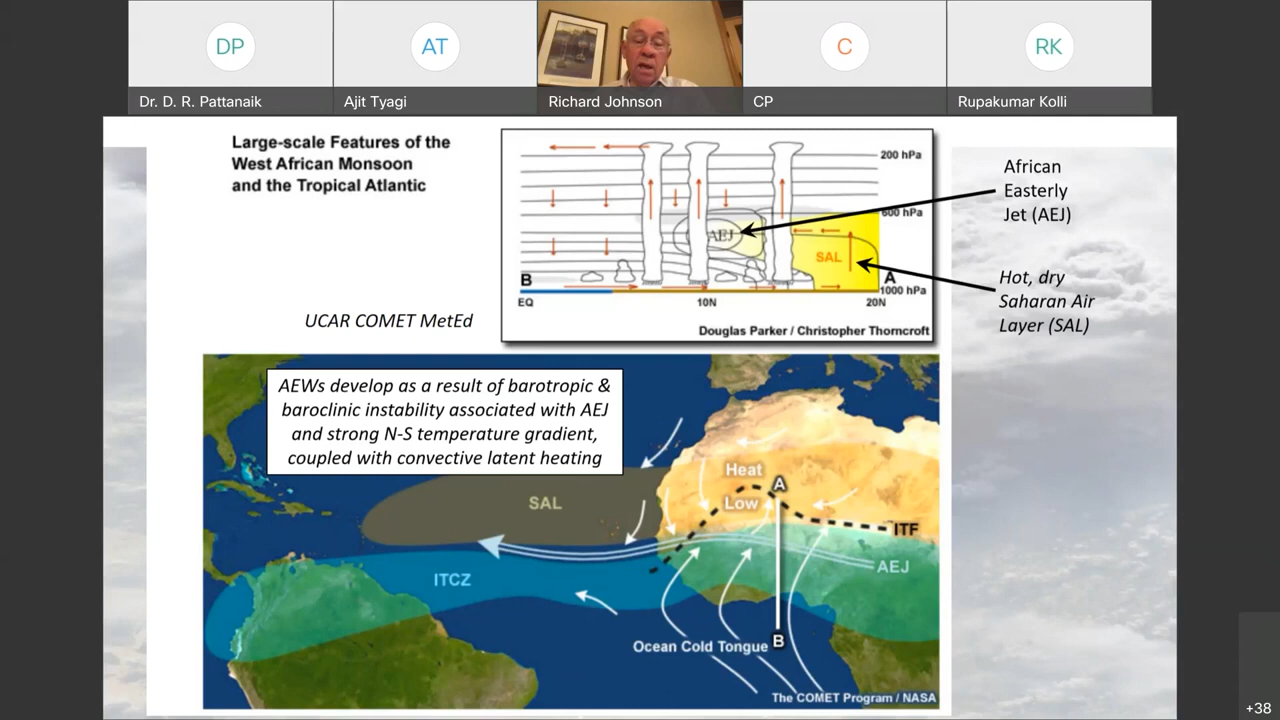 DP
AT
C
RK
Dr. D. R. Pattanaik
Ajit Tyagi
Richard Johnson
CP
Rupakumar Kolli
Large-scale Features of the
West African Monsoon
and the Tropical Atlantic
UCAR COMET MetEd
200 hPa
600 hPa
AEJ
SAL
B
A
1000 hPa
EQ
10N
20N
Douglas Parker / Christopher Thorncroft
African
Easterly
Jet (AEJ)
Hot, dry
Saharan Air
Layer (SAL)
AEWs develop as a result of barotropic &
baroclinic instability associated with AEJ
and strong N-S temperature gradient,
coupled with convective latent heating
Heat
Low
A
SAL
ITF
AEJ
ITCZ
Ocean Cold Tongue
B
The COMET Program / NASA
+38